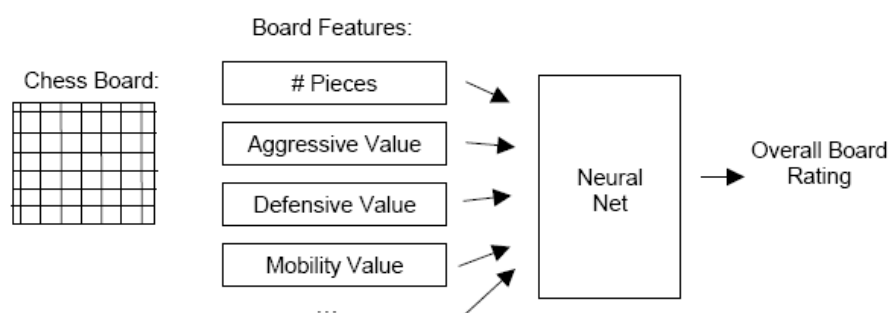 Board Features:
Chess Board:
# Pieces
Aggressive Value
Defensive Value
Mobility Value
...
Neural
Net
Overall Board
Rating